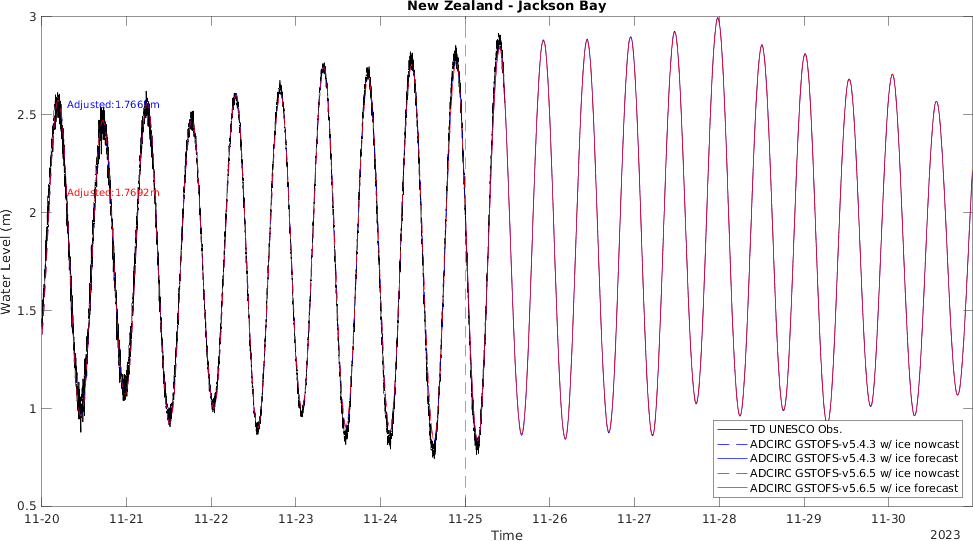 New Zealand - Jackson Bay
Water Level (m)
3
2.5
2
1.5
1
0.5
Adjusted:1.7692m
TD UNESCO Obs.
ADCIRC GSTOFS-v5.4.3 w/ ice nowcast
ADCIRC GSTOFS-v5.4.3 w/ ice forecast
ADCIRC GSTOFS-v5.6.5 w/ ice nowcast
ADCIRC GSTOFS-v5.6.5 w/ ice forecast
11-20 11-21 11-22 11-23 11-24 11-25 11-26 11-27 11-28 11-29 11-30
Time
2023